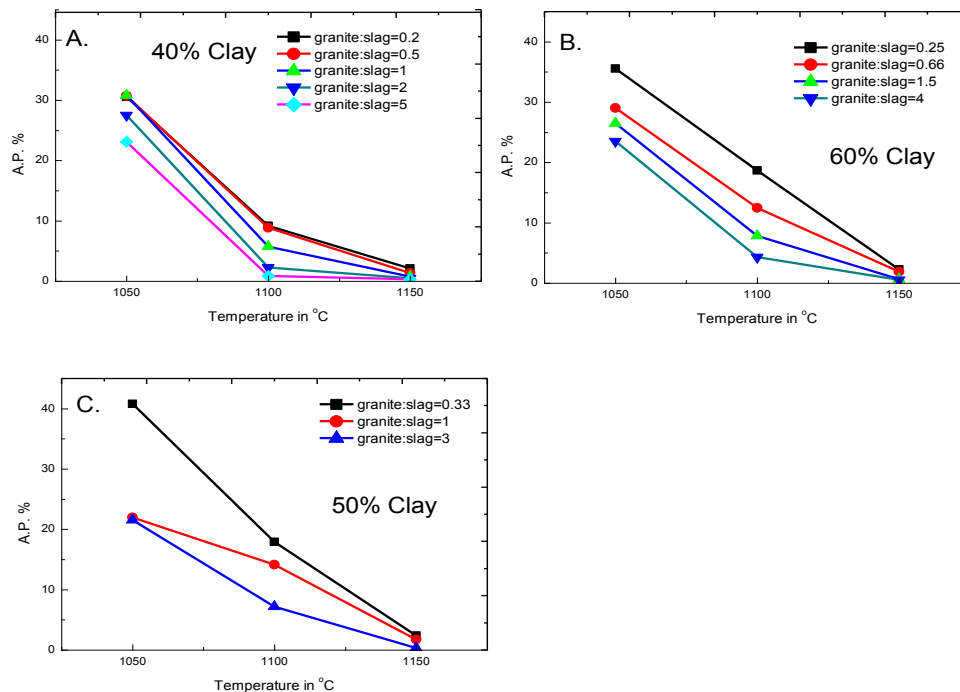 A.
40% Clay
granite:slag=0.2
granite:slag=0.5
granite:slag=1
granite:slag=2
granite:slag=5
A.P. %
40
30
20
10
0
1050 1100 1150
Temperature in °C
B.
granite:slag=0.25
granite:slag=0.66
granite:slag=1.5
granite:slag=4
60% Clay
A.P. %
40
30
20
10
0
1050 1100 1150
Temperature in °C
C.
granite:slag=0.33
granite:slag=1
granite:slag=3
50% Clay
A.P. %
40
30
20
10
0
1050 1100 1150
Temperature in °C